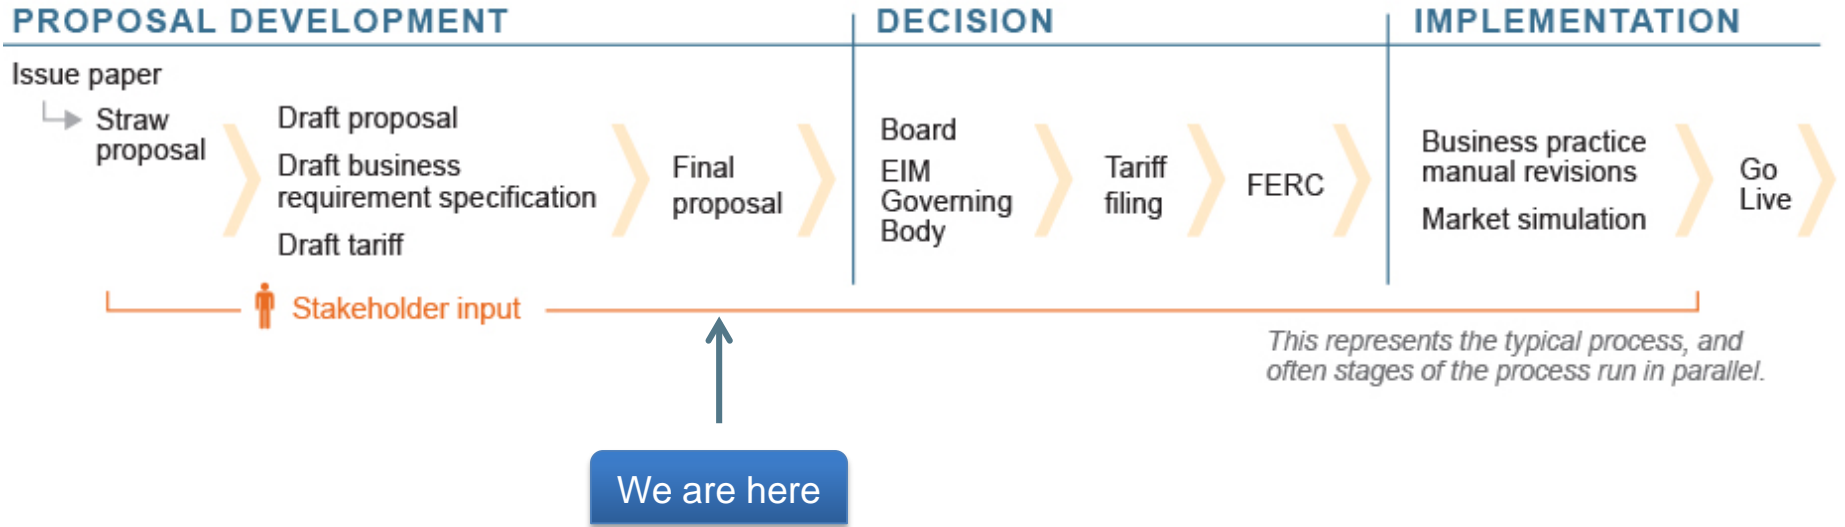 PROPOSAL DEVELOPMENT
DECISION
IMPLEMENTATION
Issue paper
Straw
proposal
Draft proposal
Draft business
requirement specification
Draft tariff
Final
proposal
Board
EIM
Governing
Body
Tariff
filing
FERC
Business practice
manual revisions
Market simulation
Go
Live
Stakeholder input
This represents the typical process, and
often stages of the process run in parallel.
We are here